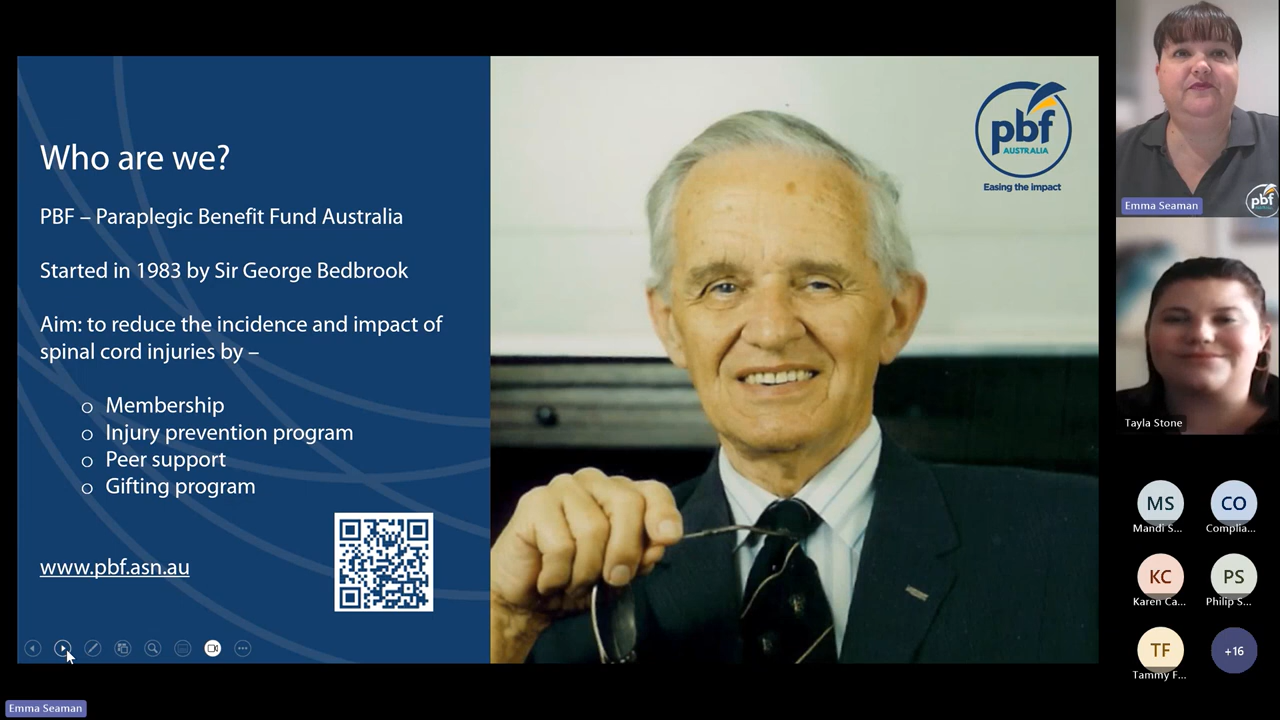 Who are we?
PBF – Paraplegic Benefit Fund Australia
Started in 1983 by Sir George Bedbrook
Aim: to reduce the incidence and impact of
spinal cord injuries by –
o Membership
o Injury prevention program
o Peer support
o Gifting program
www.pbf.asn.au
pbf
AUSTRALIA
Easing the impact
pbf
Emma Seaman
Tayla Stone
MS
CO
Mandi S...
Complia...
KC
PS
Karen Ca...
Philip S...
TF
+16
Tammy F...
Emma Seaman